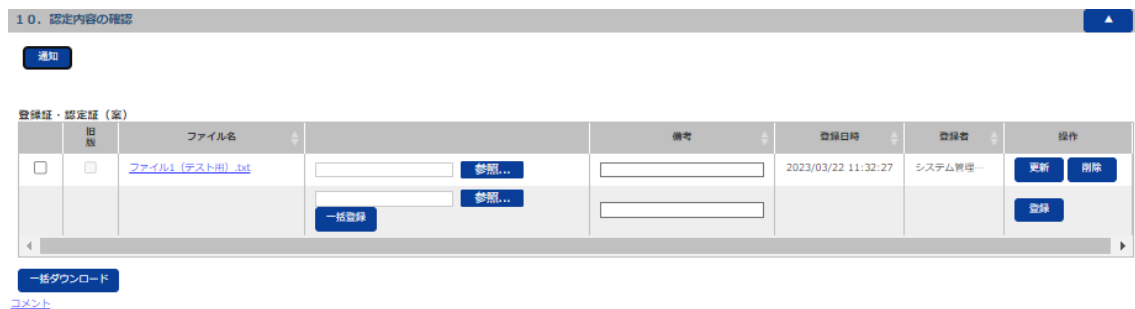 10．認定内容の確認
▲
通知
登録証・認定証（案）
旧版 ファイル名 備考 登録日時 登録者 操作
ファイル1（テスト用）.txt 参照... 2023/03/22 11:32:27 システム管理… 更新 削除
参照...
一括登録 登録
一括ダウンロード
コメント